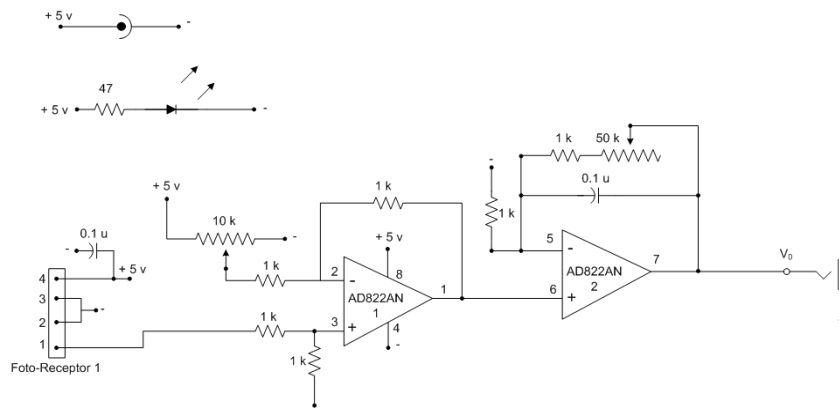 + 5 v -
47
+ 5 v -
1 k 50 k
0.1 u
-
1 k
5 -
7
V0
AD822AN
2
6 +
+ 5 v
10 k
-
1 k
1 k
+ 5 v
2 -
8
AD822AN
1
1
3 +
4
-
1 k
1 k
0.1 u
-
+ 5 v
4
3
-
2
1
Foto-Receptor 1